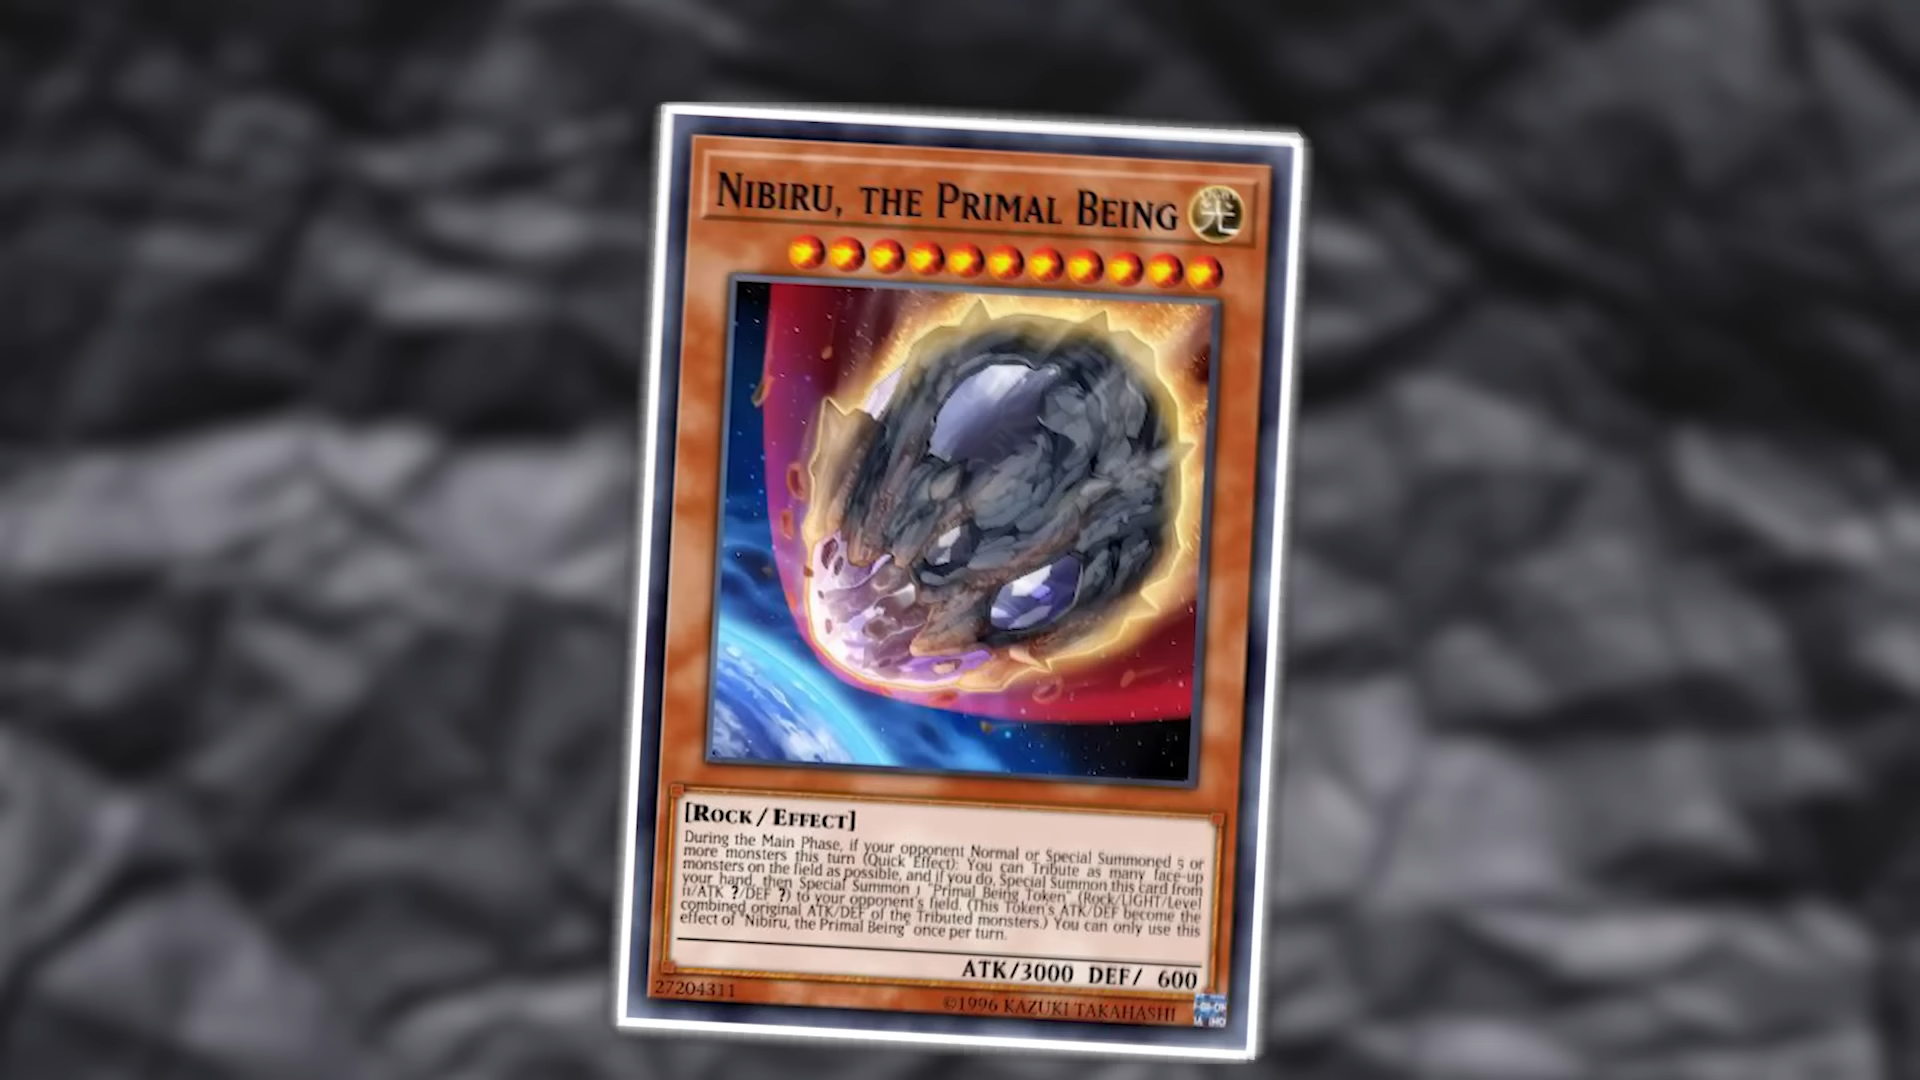 NIBIRU, THE PRIMAL BEING
光
[ROCK / EFFECT]
During the Main Phase, if your opponent Normal or Special Summoned 5 or
more monsters this turn (Quick Effect): You can Tribute as many face-up
monsters on the field as possible, and if you do, Special Summon this card from
your hand, then Special Summon 1 "Primal Being Token" (Rock/LIGHT/Level
11/ATK ?/DEF ?) to your opponent's field. (This Token's ATK/DEF become the
combined original ATK/DEF of the Tributed monsters.) You can only use this
effect of "Nibiru, the Primal Being" once per turn.
ATK/3000 DEF/ 600
27204311
©1996 KAZUKI TAKAHASHI